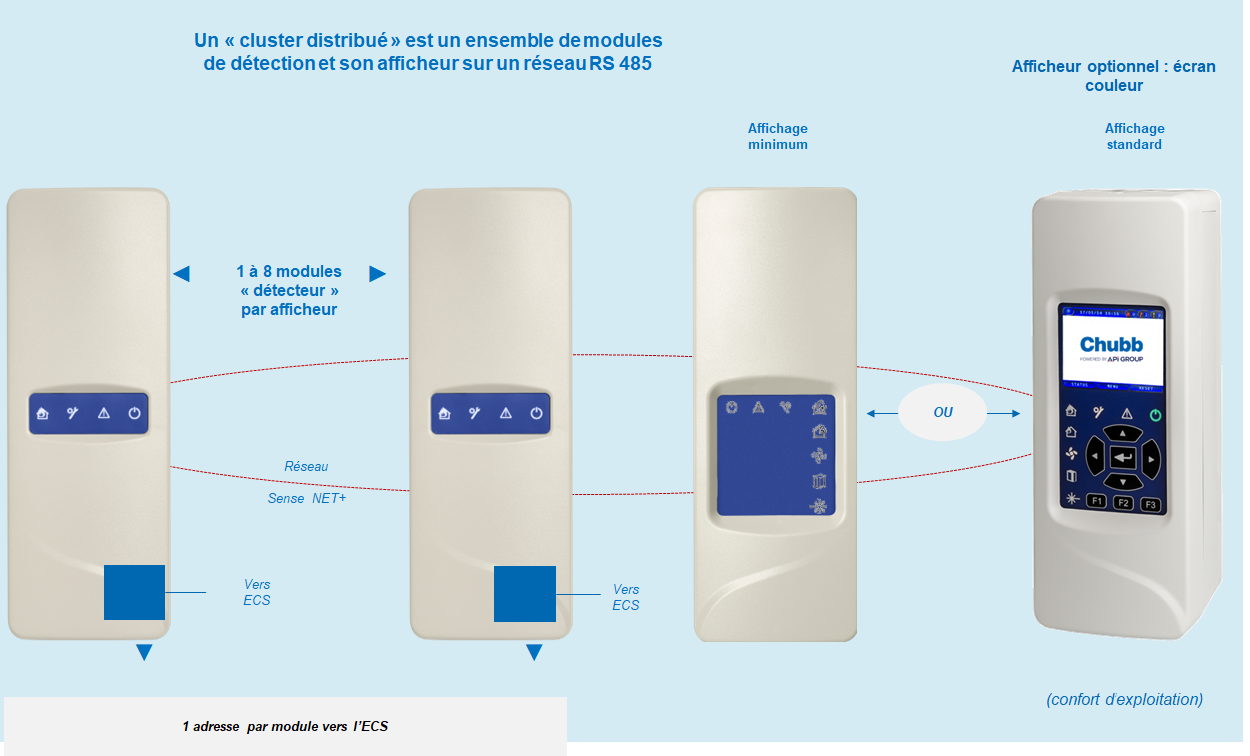 Un « cluster distribué » est un ensemble de modules
de détection et son afficheur sur un réseau RS 485
Afficheur optionnel : écran
couleur
Affichage
minimum
Affichage
standard
1 à 8 modules
« détecteur »
par afficheur
Chubb
POWERED BY APi GROUP
STATUS MENU RESET
OU
F1 F2 F3
Réseau
Sense NET+
Vers
ECS
Vers
ECS
(confort d'exploitation)
1 adresse par module vers l'ECS